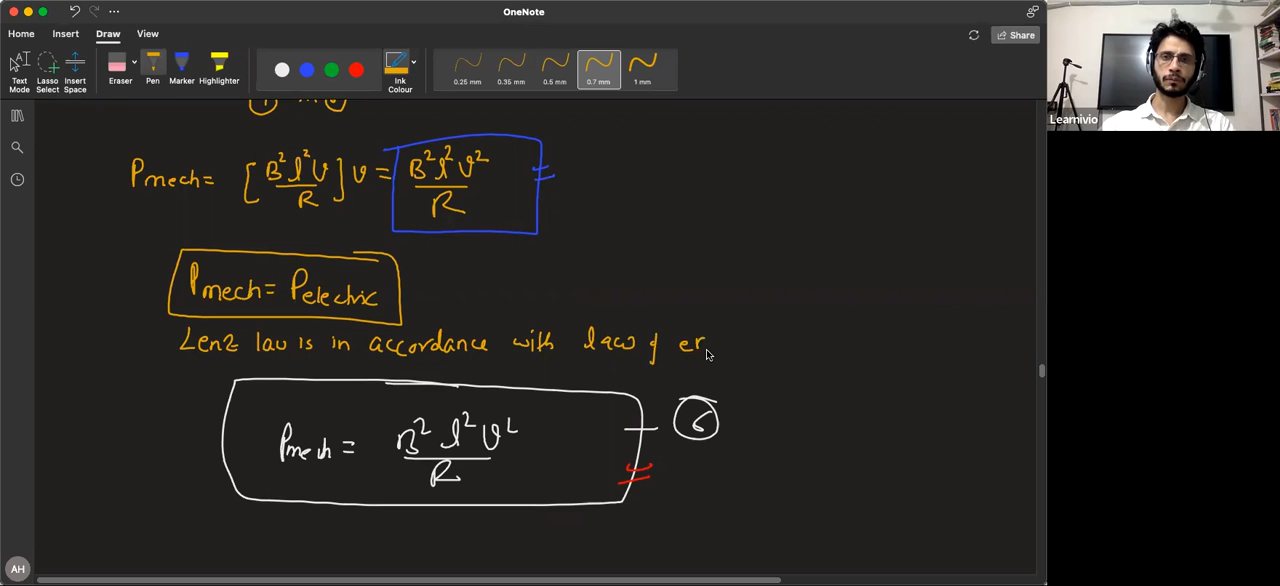 OneNote
Home Insert Draw View
Share
Text Mode
Lasso Select
Insert Space
Eraser
Pen
Marker
Highlighter
Ink Colour
0.25 mm
0.35 mm
0.5 mm
0.7 mm
1 mm
Learnivio
Pmech = [B²l²v/R] v = B²l²v²/R
Pmech = Pelectric
Lenz law is in accordance with law of er
Pmech = B²l²v²/R — 6
AH